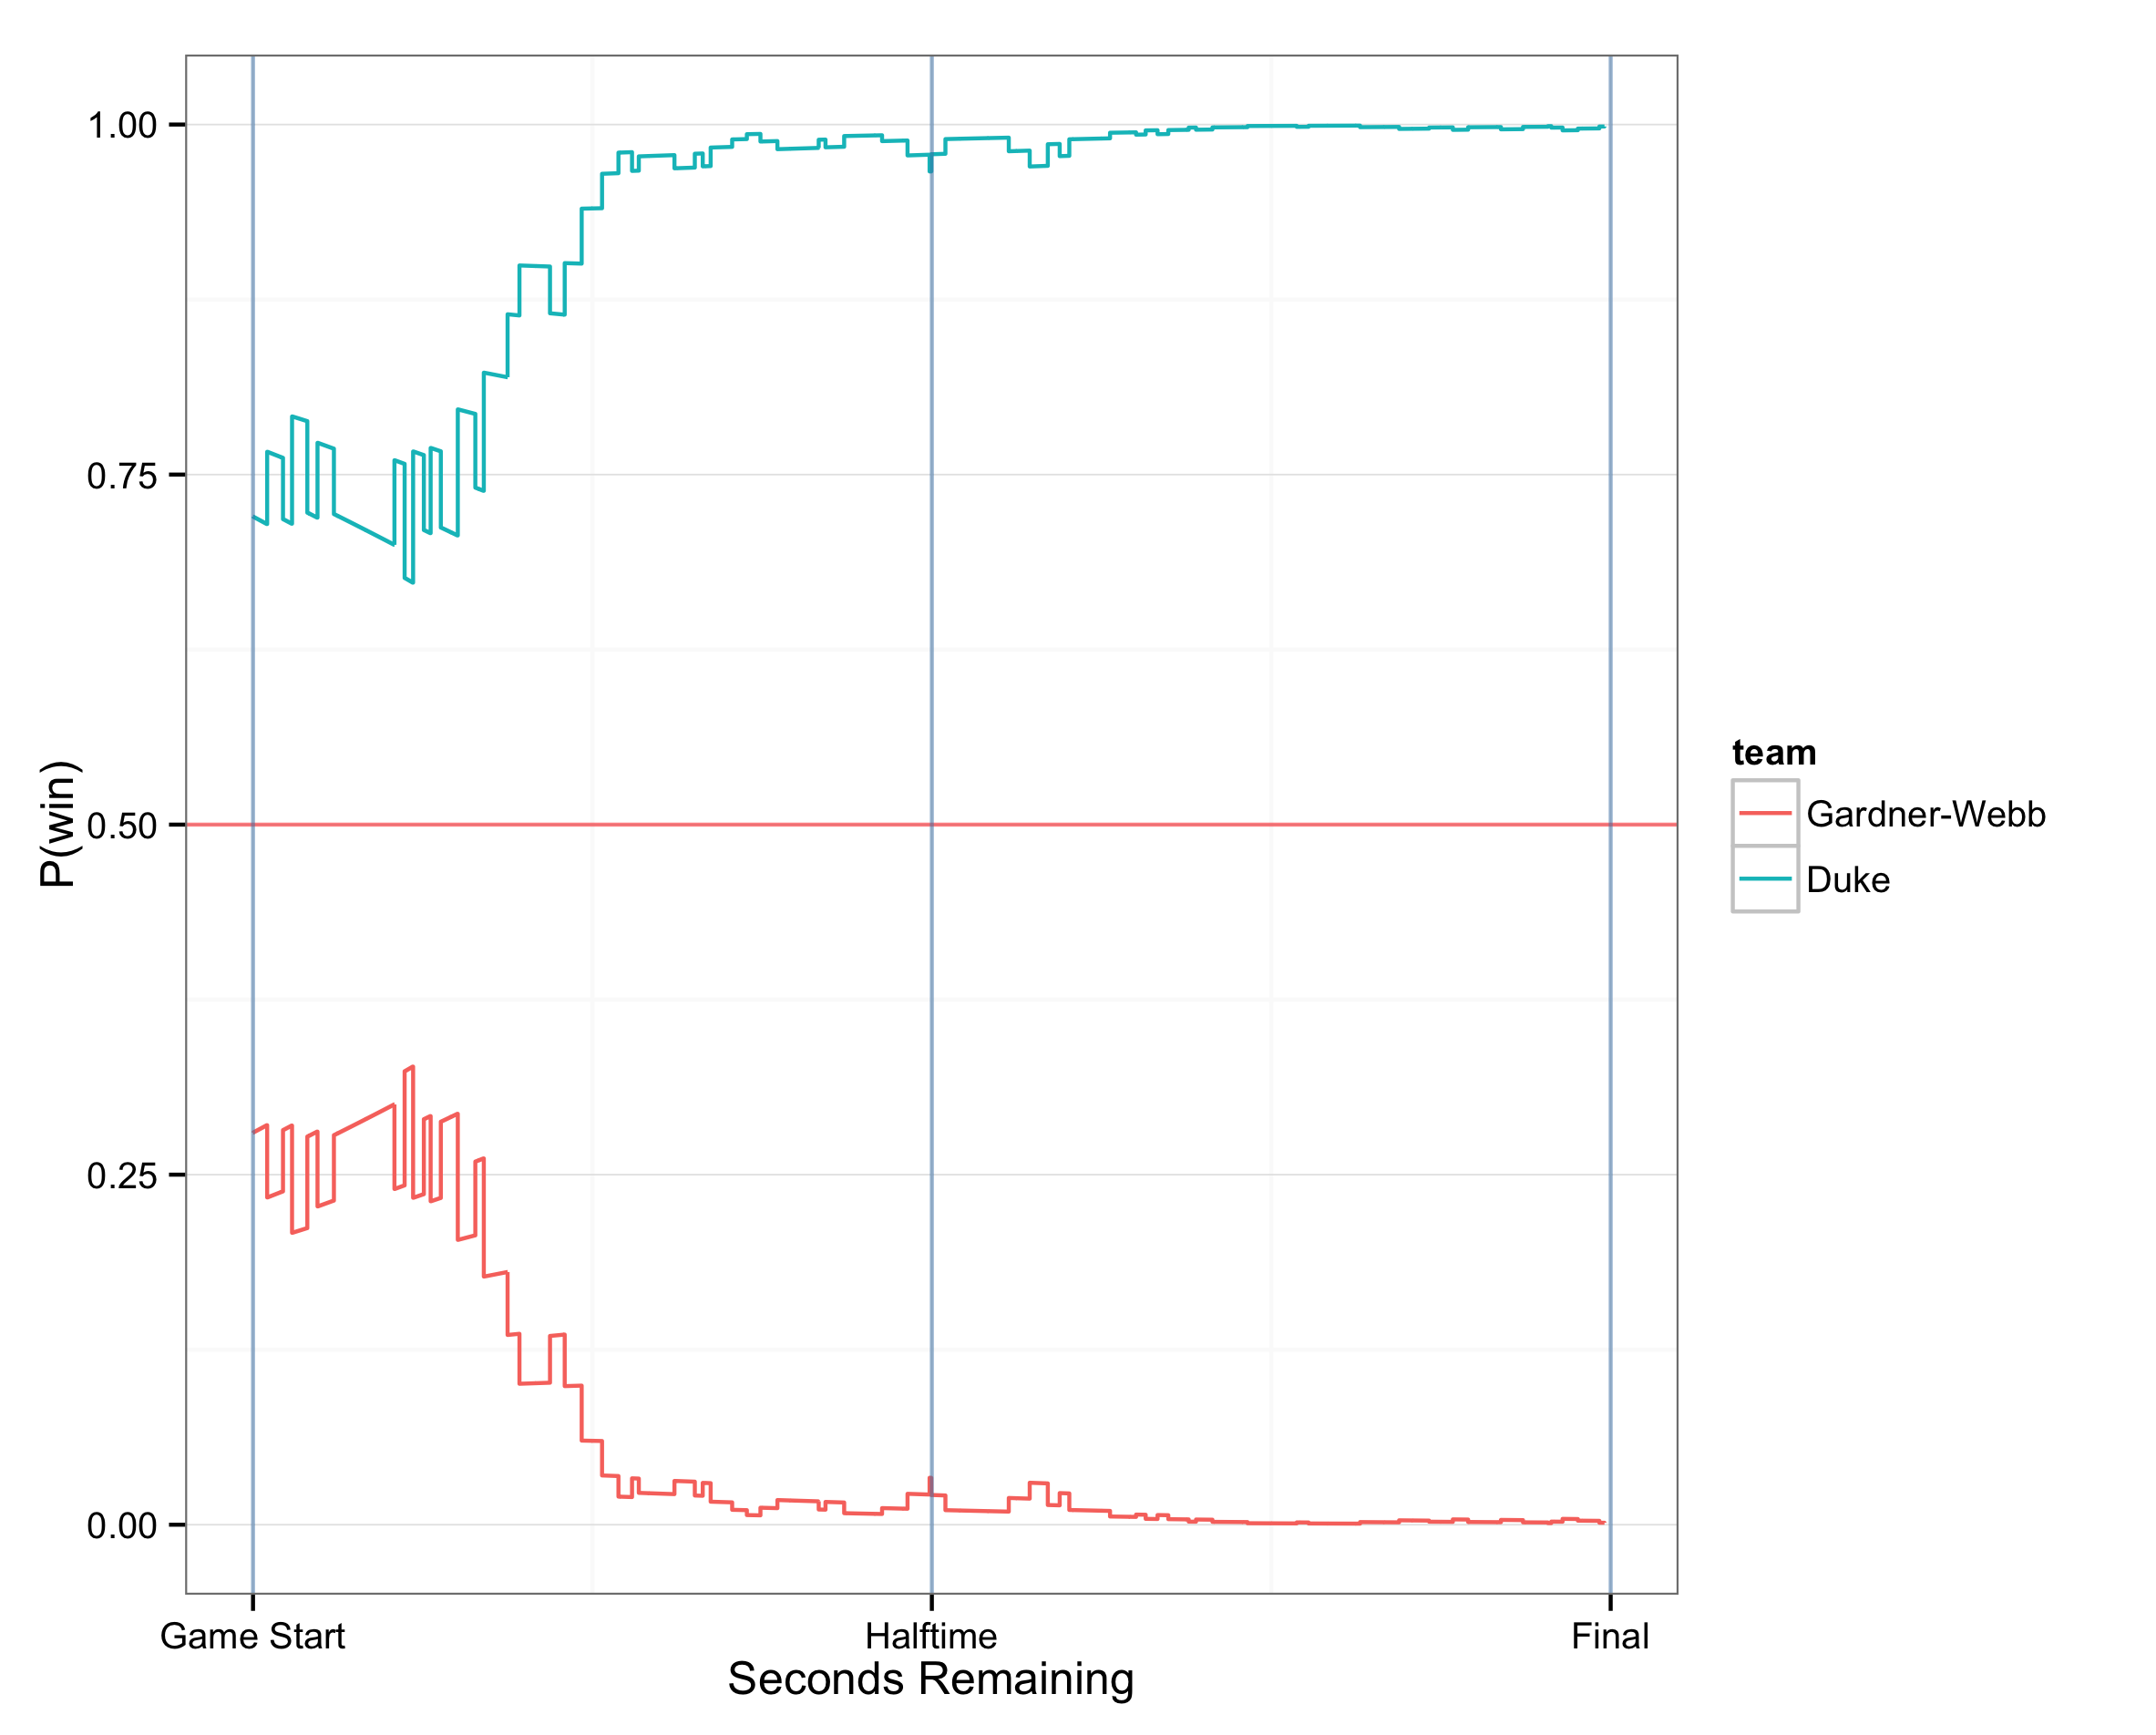 1.00
0.75
0.50
0.25
0.00
P(win)
Game Start
Halftime
Final
Seconds Remaining
team
Gardner-Webb
Duke